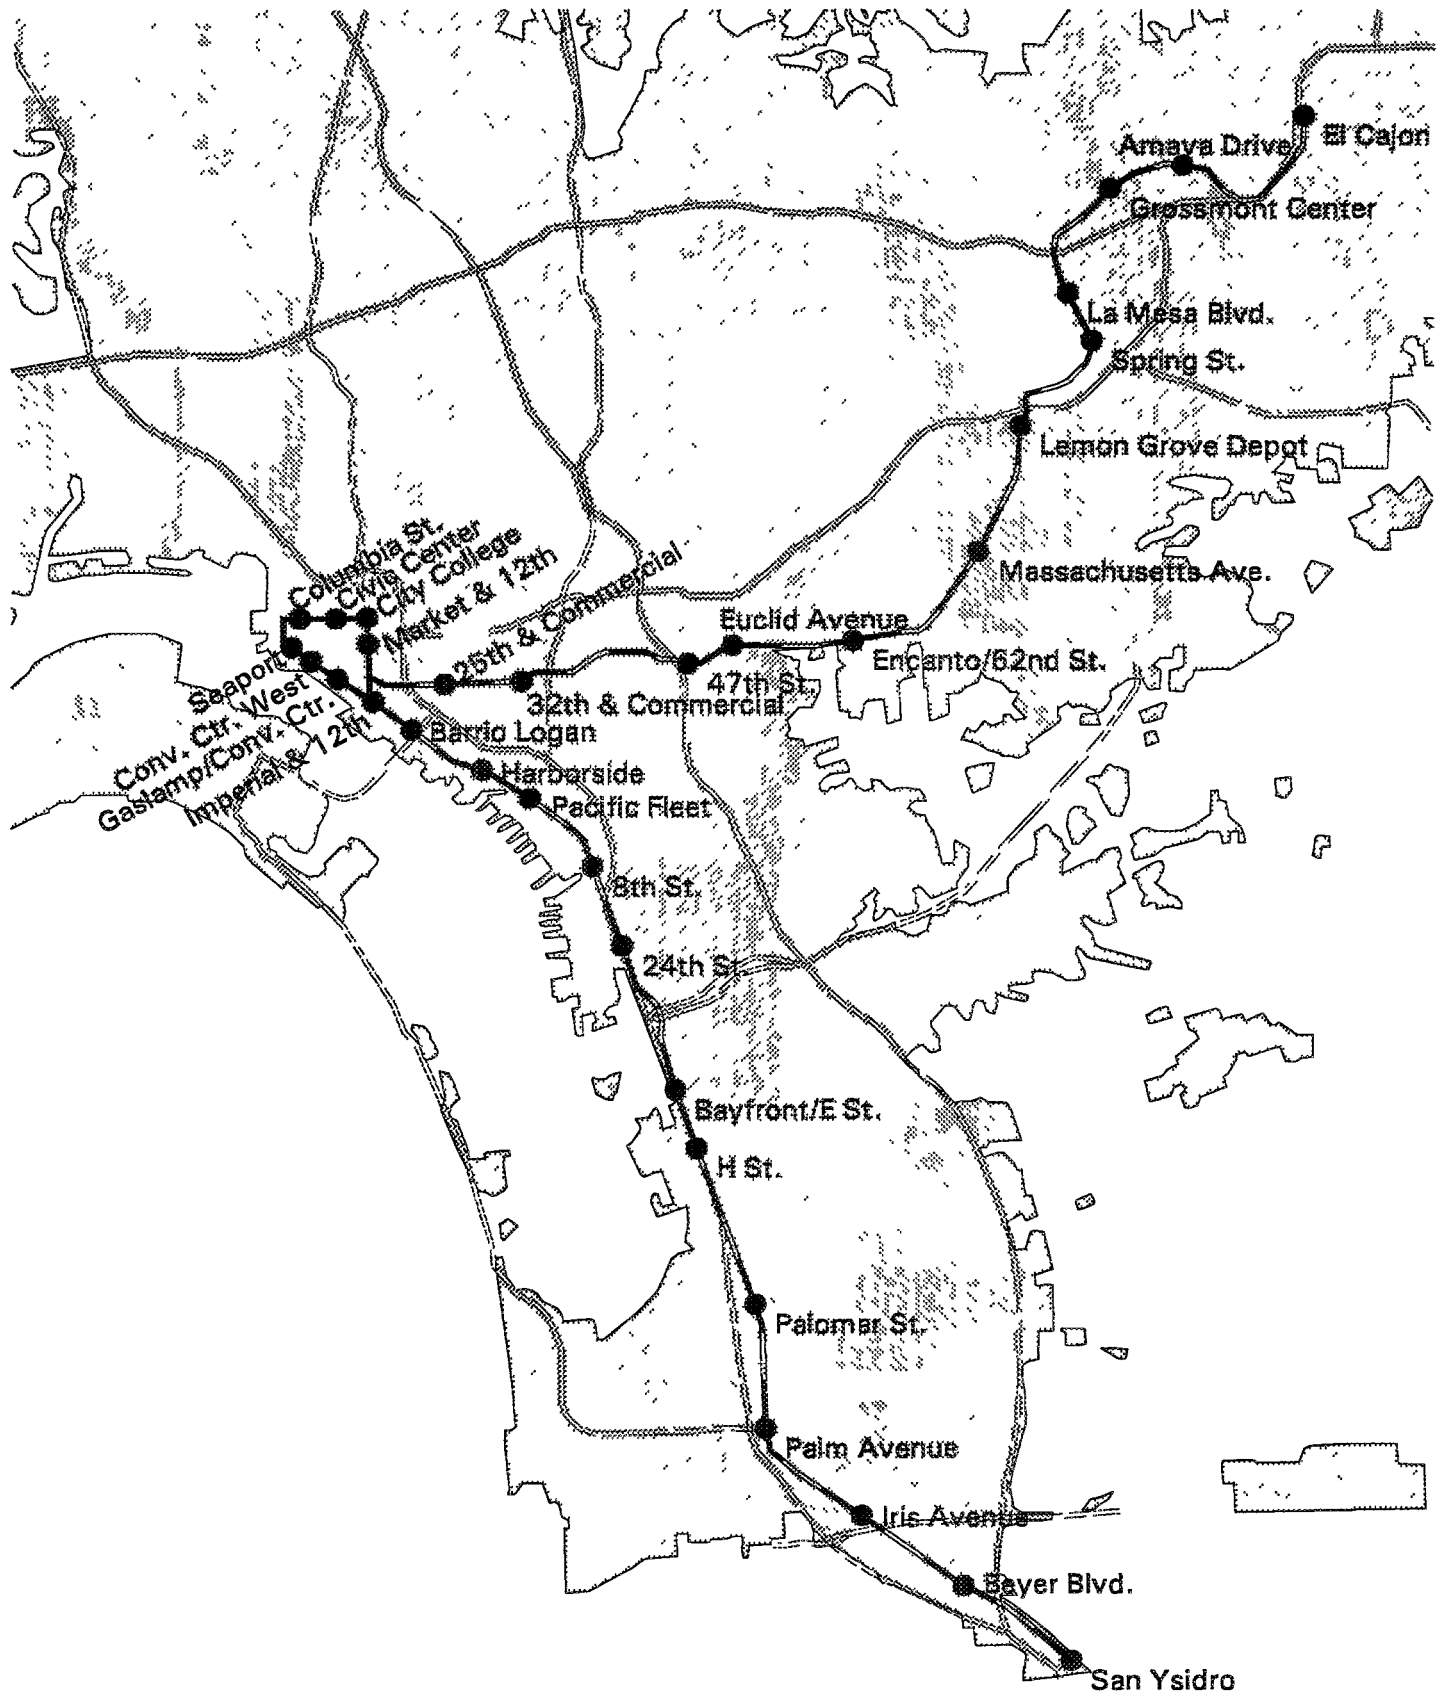 El Cajon
Amaya Drive
Grossmont Center
La Mesa Blvd.
Spring St.
Lemon Grove Depot
Massachusetts Ave.
Columbia St.
Civic Center
City College
Market & 12th
25th & Commercial
Euclid Avenue
Encanto/62nd St.
47th St.
32th & Commercial
Seaport
Conv. Ctr. West
Gaslamp/Conv. Ctr.
Imperial & 12th
Barrio Logan
Harborside
Pacific Fleet
8th St.
24th St.
Bayfront/E St.
H St.
Palomar St.
Palm Avenue
Iris Avenue
Beyer Blvd.
San Ysidro